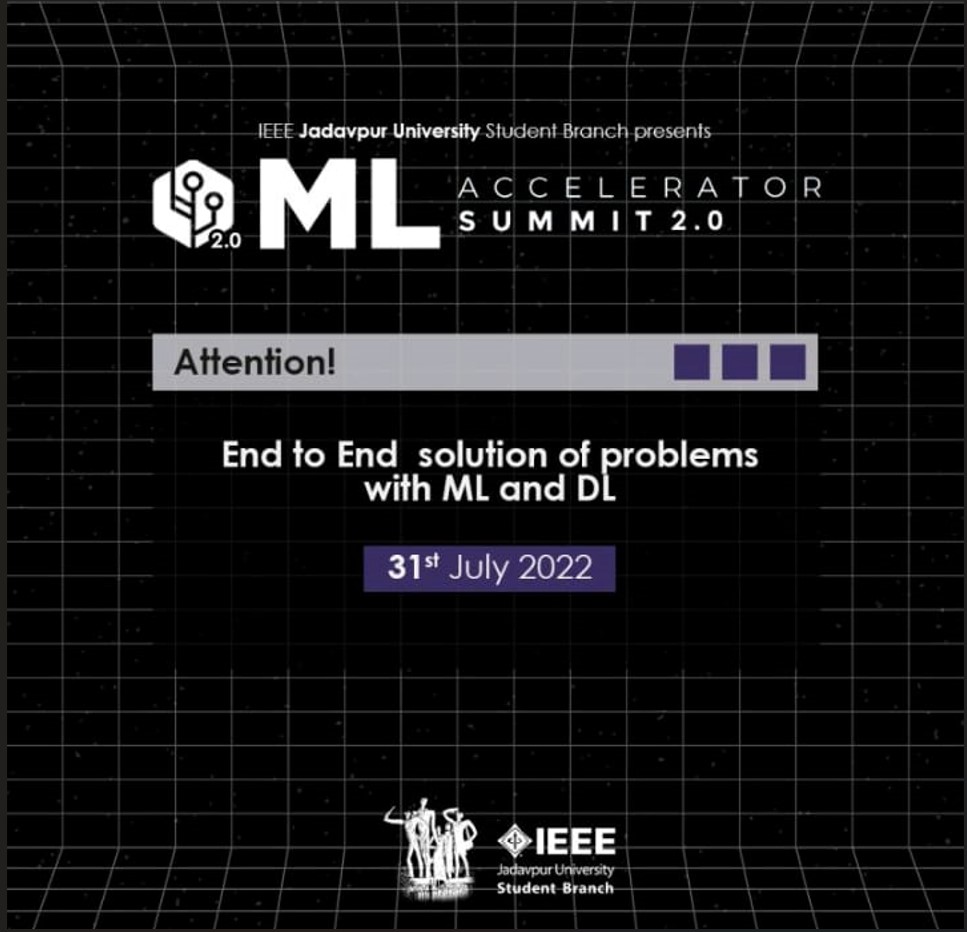 IEEE Jadavpur University Student Branch presents
2.0
ML
ACCELERATOR
SUMMIT 2.0
Attention!
End to End  solution of problems
with ML and DL
31st July 2022
IEEE
Jadavpur University
Student Branch